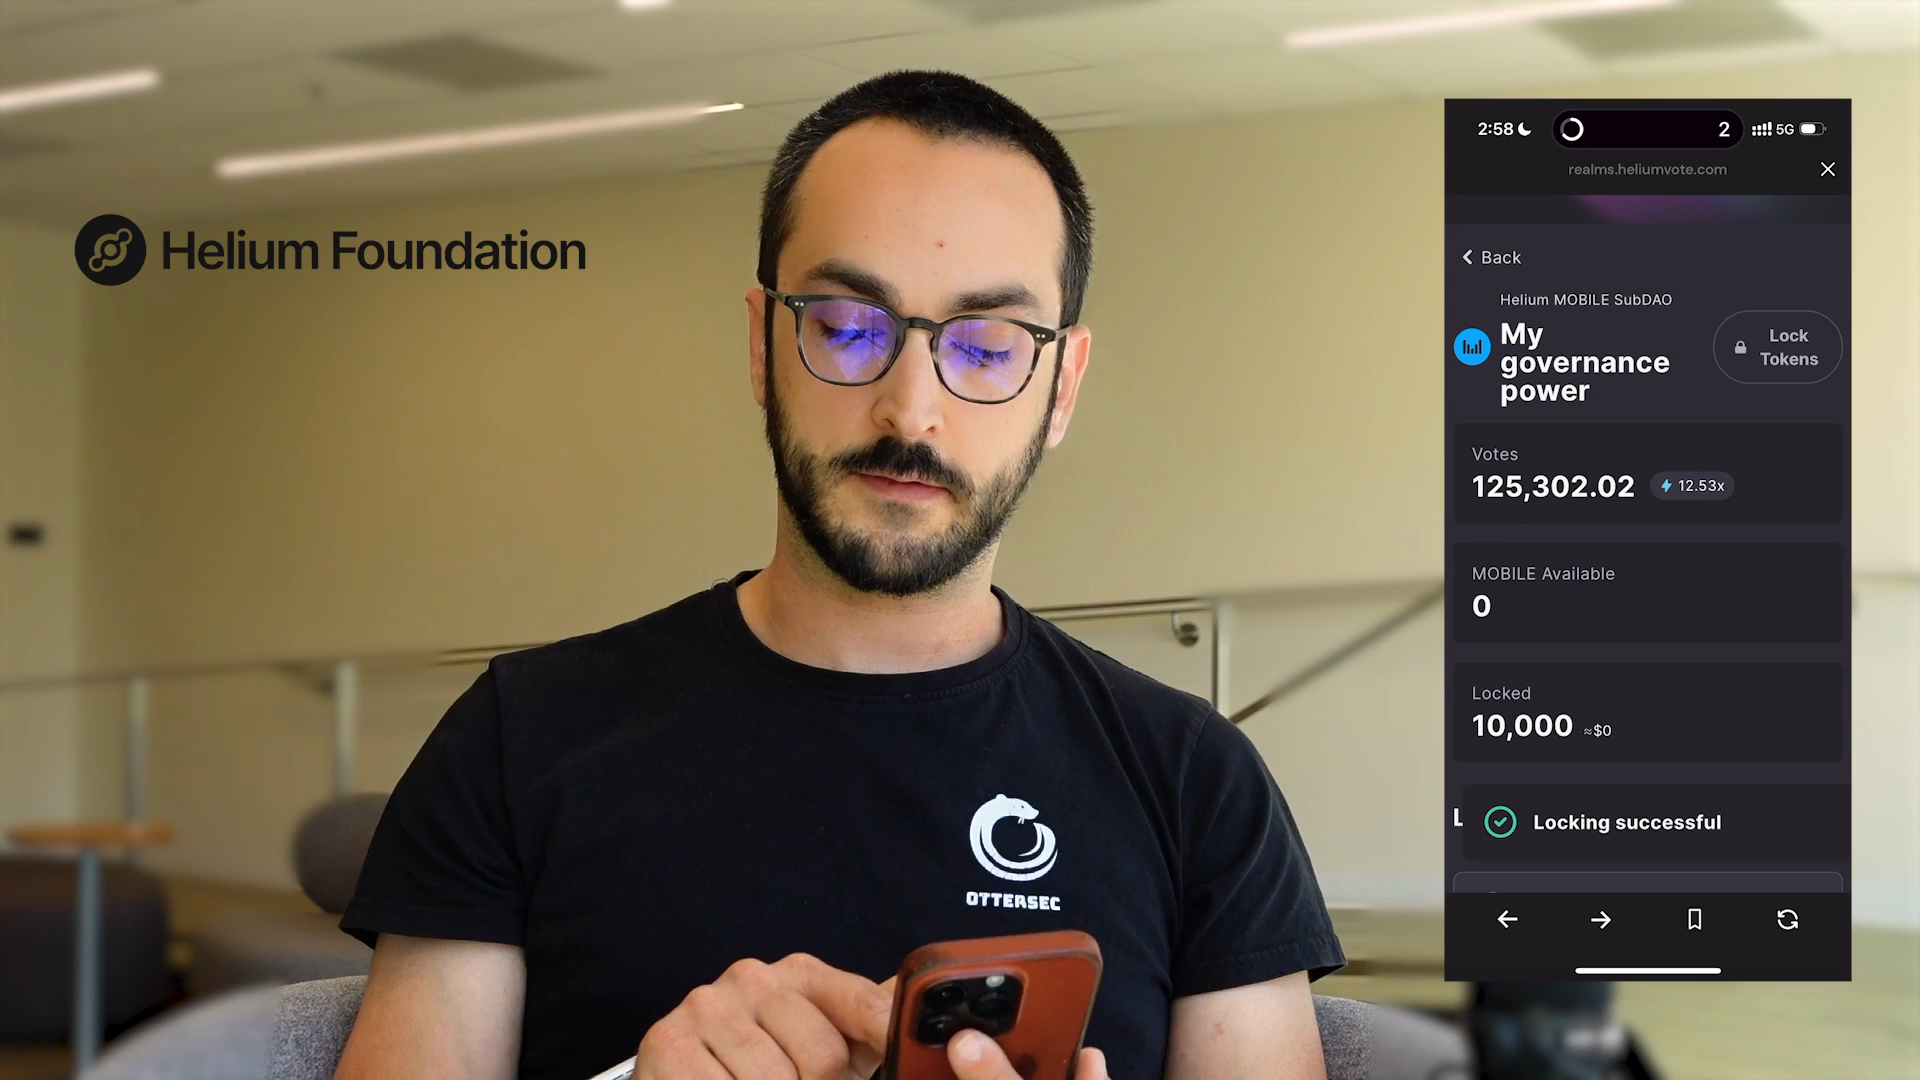 Helium Foundation
OTTERSEC
2:58
2
5G
realms.heliumvote.com
Back
Helium MOBILE SubDAO
My
governance
power
Lock
Tokens
Votes
125,302.02
12.53x
MOBILE Available
0
Locked
10,000 ≈$0
L
Locking successful